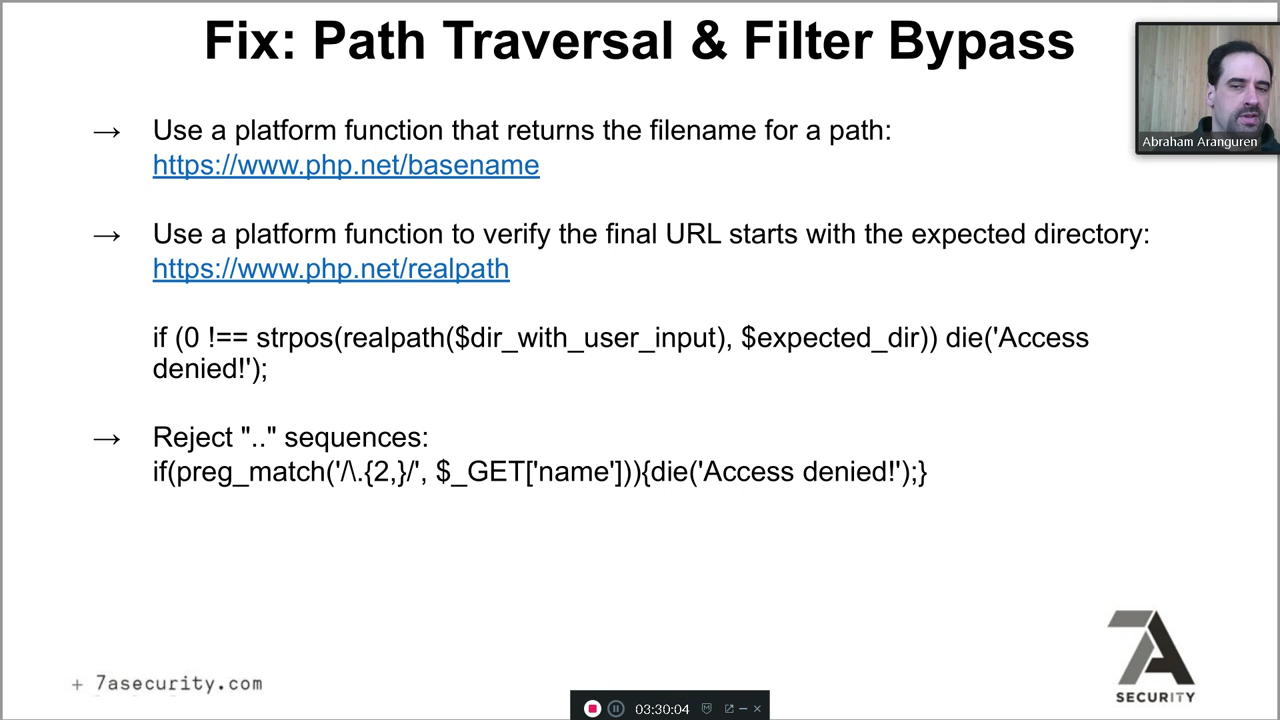 Fix: Path Traversal & Filter Bypass
→ Use a platform function that returns the filename for a path:
https://www.php.net/basename
→ Use a platform function to verify the final URL starts with the expected directory:
https://www.php.net/realpath
if (0 !== strpos(realpath($dir_with_user_input), $expected_dir)) die('Access
denied!');
→ Reject ".." sequences:
if(preg_match('/\.{2,}/', $_GET['name'])){die('Access denied!');}
Abraham Aranguren
+ 7asecurity.com
03:30:04
7A
SECURITY